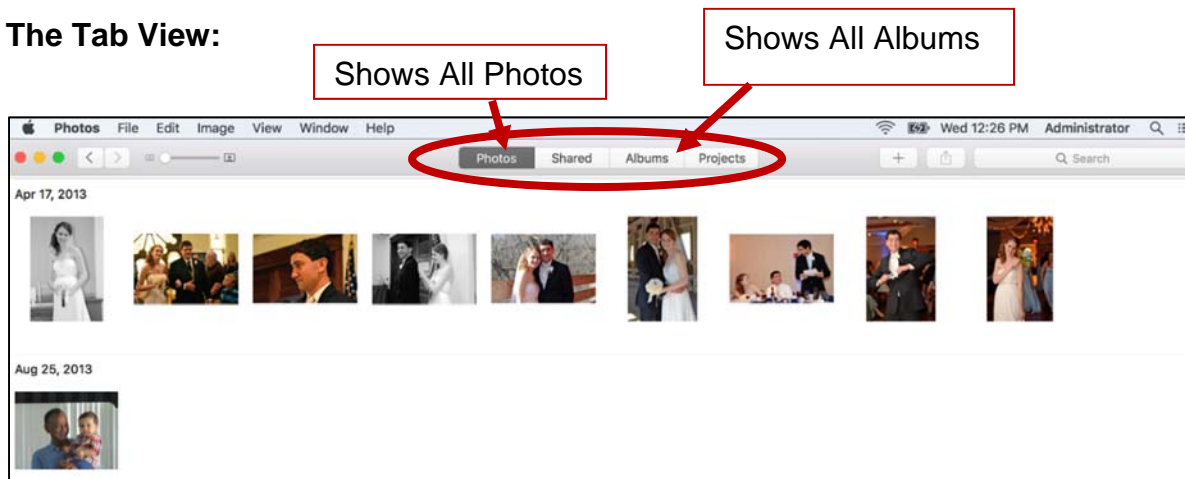 The Tab View:
Shows All Photos
Shows All Albums
Photos File Edit Image View Window Help Wed 12:26 PM Administrator
Photos Shared Albums Projects Search
Apr 17, 2013
Aug 25, 2013